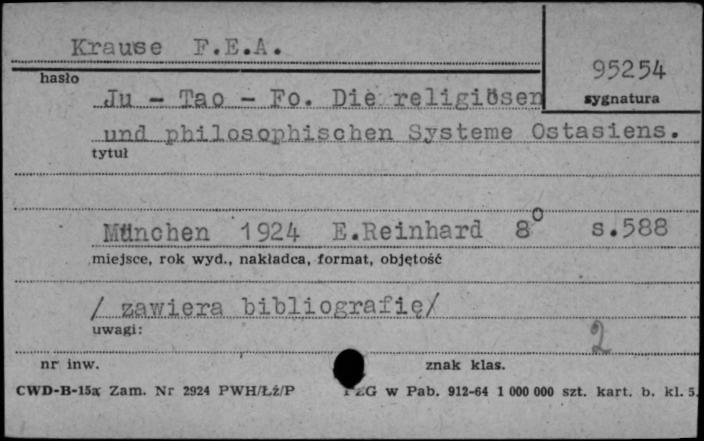 Krause F.E.A.
95254
hasło
sygnatura
Ju - Tao - Fo. Die religiösen
und philosophischen Systeme Ostasiens.
tytuł
München 1924 E.Reinhard 8⁰ s.588
miejsce, rok wyd., nakładca, format, objętość
/ zawiera bibliografię/
uwagi:
2
nr inw.
znak klas.
CWD-B-15a Zam. Nr 2924 PWH/Łż/P
PZG w Pab. 912-64 1 000 000 szt. kart. b. kl. 5.